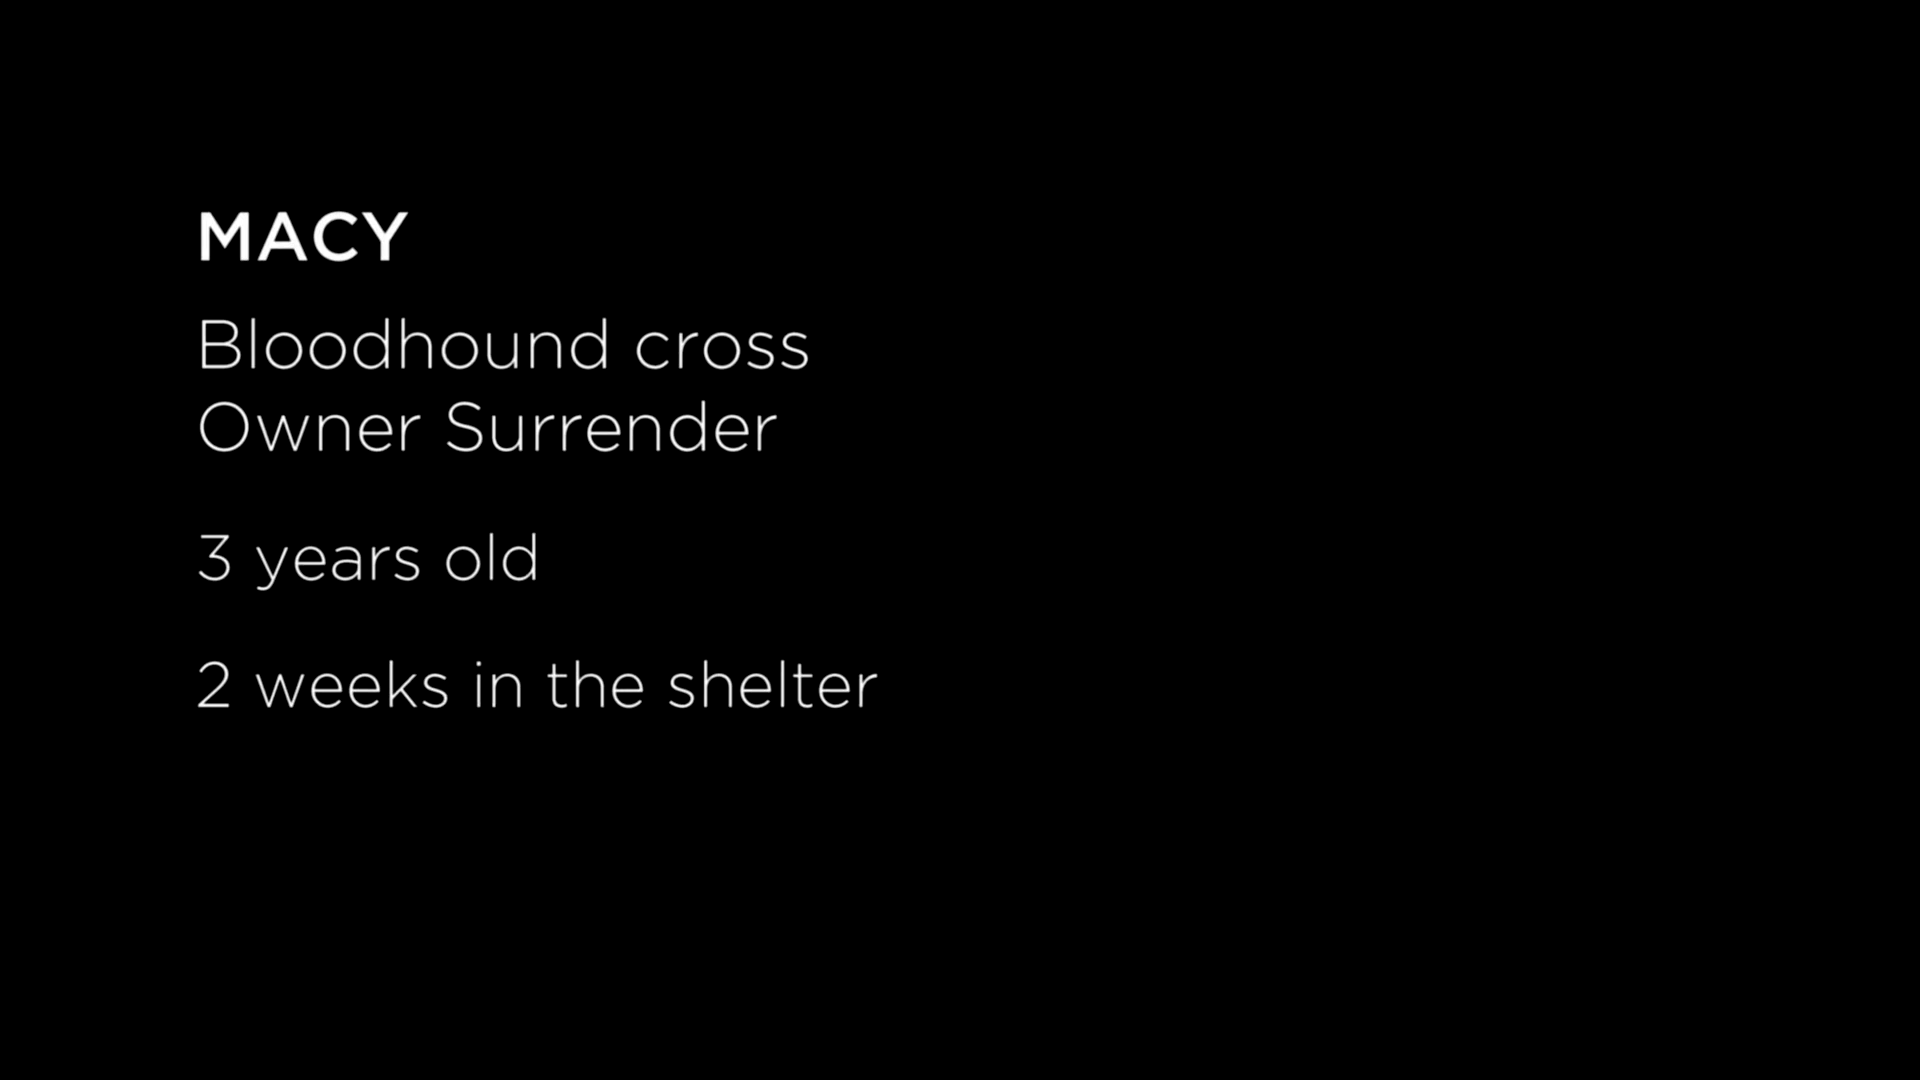 MACY
Bloodhound cross
Owner Surrender
3 years old
2 weeks in the shelter